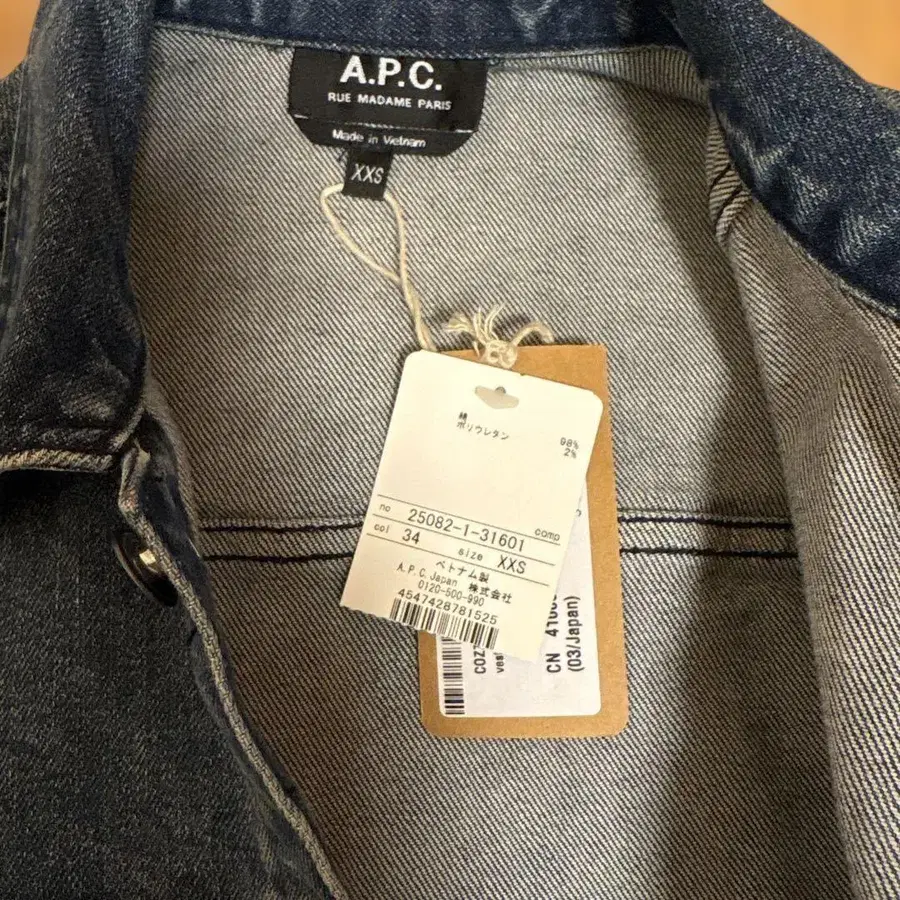 A.P.C.
RUE MADAME PARIS
Made in Vietnam
XXS
綿 98%
ポリウレタン 2%
no 25082-1-31601 comp
col 34 size XXS
ベトナム製
A.P.C. Japan 株式会社
0120-500-990
4547428781525
COZ
CN
(03/Japan)